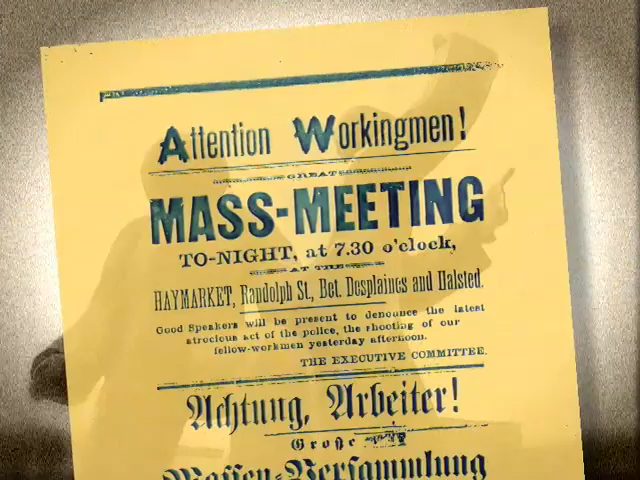 Attention Workingmen!
GREAT
MASS-MEETING
TO-NIGHT, at 7.30 o'clock,
AT THE
HAYMARKET, Randolph St., Bet. Desplaines and Halsted.
Good Speakers will be present to denounce the latest
atrocious act of the police, the shooting of our
fellow-workmen yesterday afternoon.
THE EXECUTIVE COMMITTEE.
Achtung, Arbeiter!
Große
Massen-Versammlung